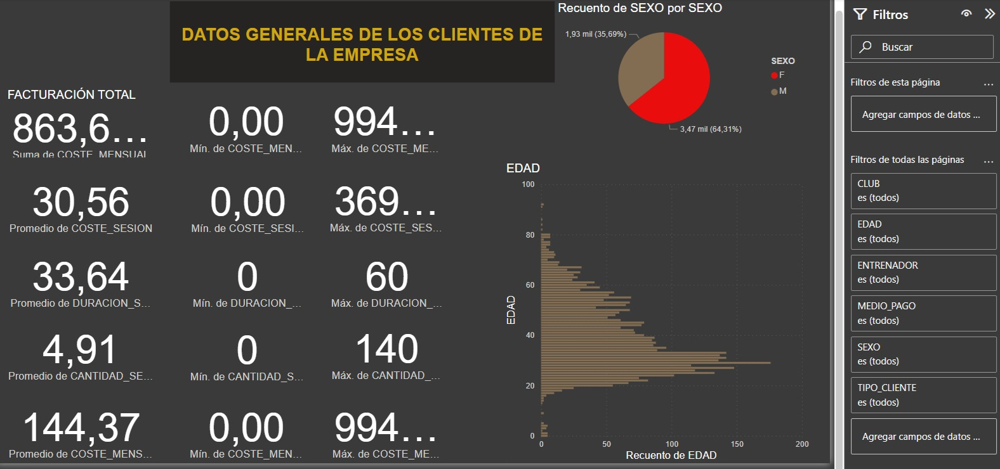 DATOS GENERALES DE LOS CLIENTES DE
LA EMPRESA
FACTURACIÓN TOTAL
863,6...
Suma de COSTE_MENSUAL
0,00
Mín. de COSTE_MEN...
994...
Máx. de COSTE_ME...
30,56
Promedio de COSTE_SESION
0,00
Mín. de COSTE_SESI...
369...
Máx. de COSTE_SES...
33,64
Promedio de DURACION_S...
0
Mín. de DURACION_...
60
Máx. de DURACION_...
4,91
Promedio de CANTIDAD_SE...
0
Mín. de CANTIDAD_S...
140
Máx. de CANTIDAD_...
144,37
Promedio de COSTE_MENS...
0,00
Mín. de COSTE_MEN...
994...
Máx. de COSTE_ME...
Recuento de SEXO por SEXO
1,93 mil (35,69%)
3,47 mil (64,31%)
SEXO
F
M
EDAD
EDAD
100
80
60
40
20
0
0 50 100 150 200
Recuento de EDAD
Filtros
Buscar
Filtros de esta página ...
Agregar campos de datos ...
Filtros de todas las páginas ...
CLUB
es (todos)
EDAD
es (todos)
ENTRENADOR
es (todos)
MEDIO_PAGO
es (todos)
SEXO
es (todos)
TIPO_CLIENTE
es (todos)
Agregar campos de datos ...